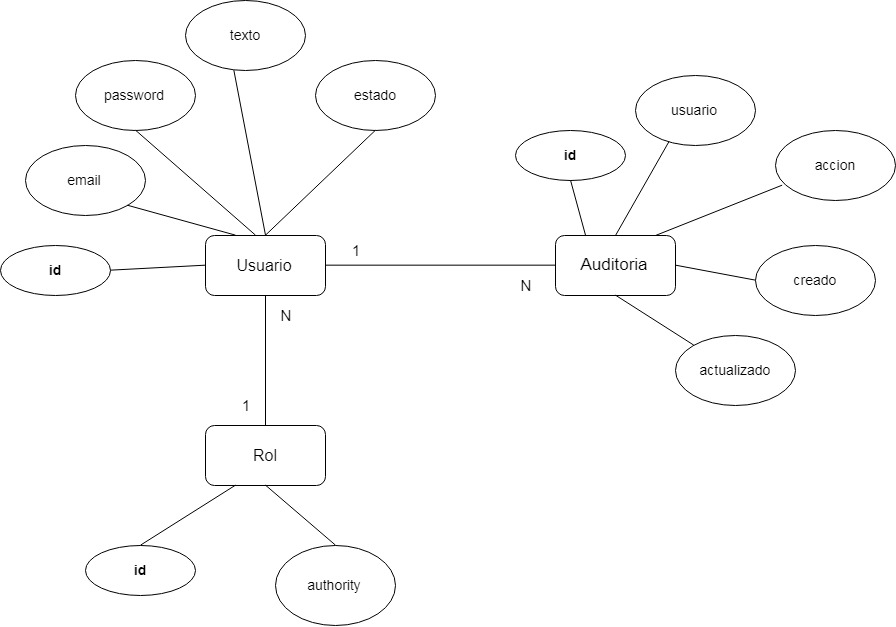 texto
password
estado
usuario
id
accion
email
Usuario
1
Auditoria
id
N
creado
N
actualizado
1
Rol
id
authority